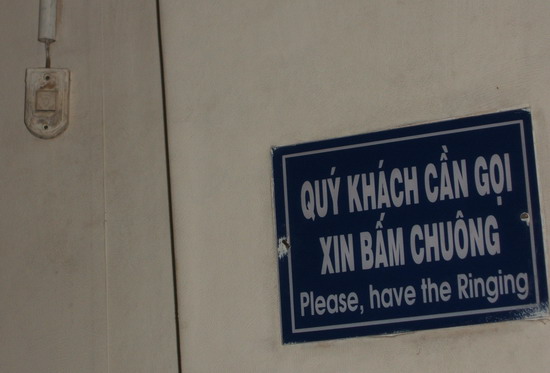 QUÝ KHÁCH CẦN GỌI
XIN BẤM CHUÔNG
Please, have the Ringing